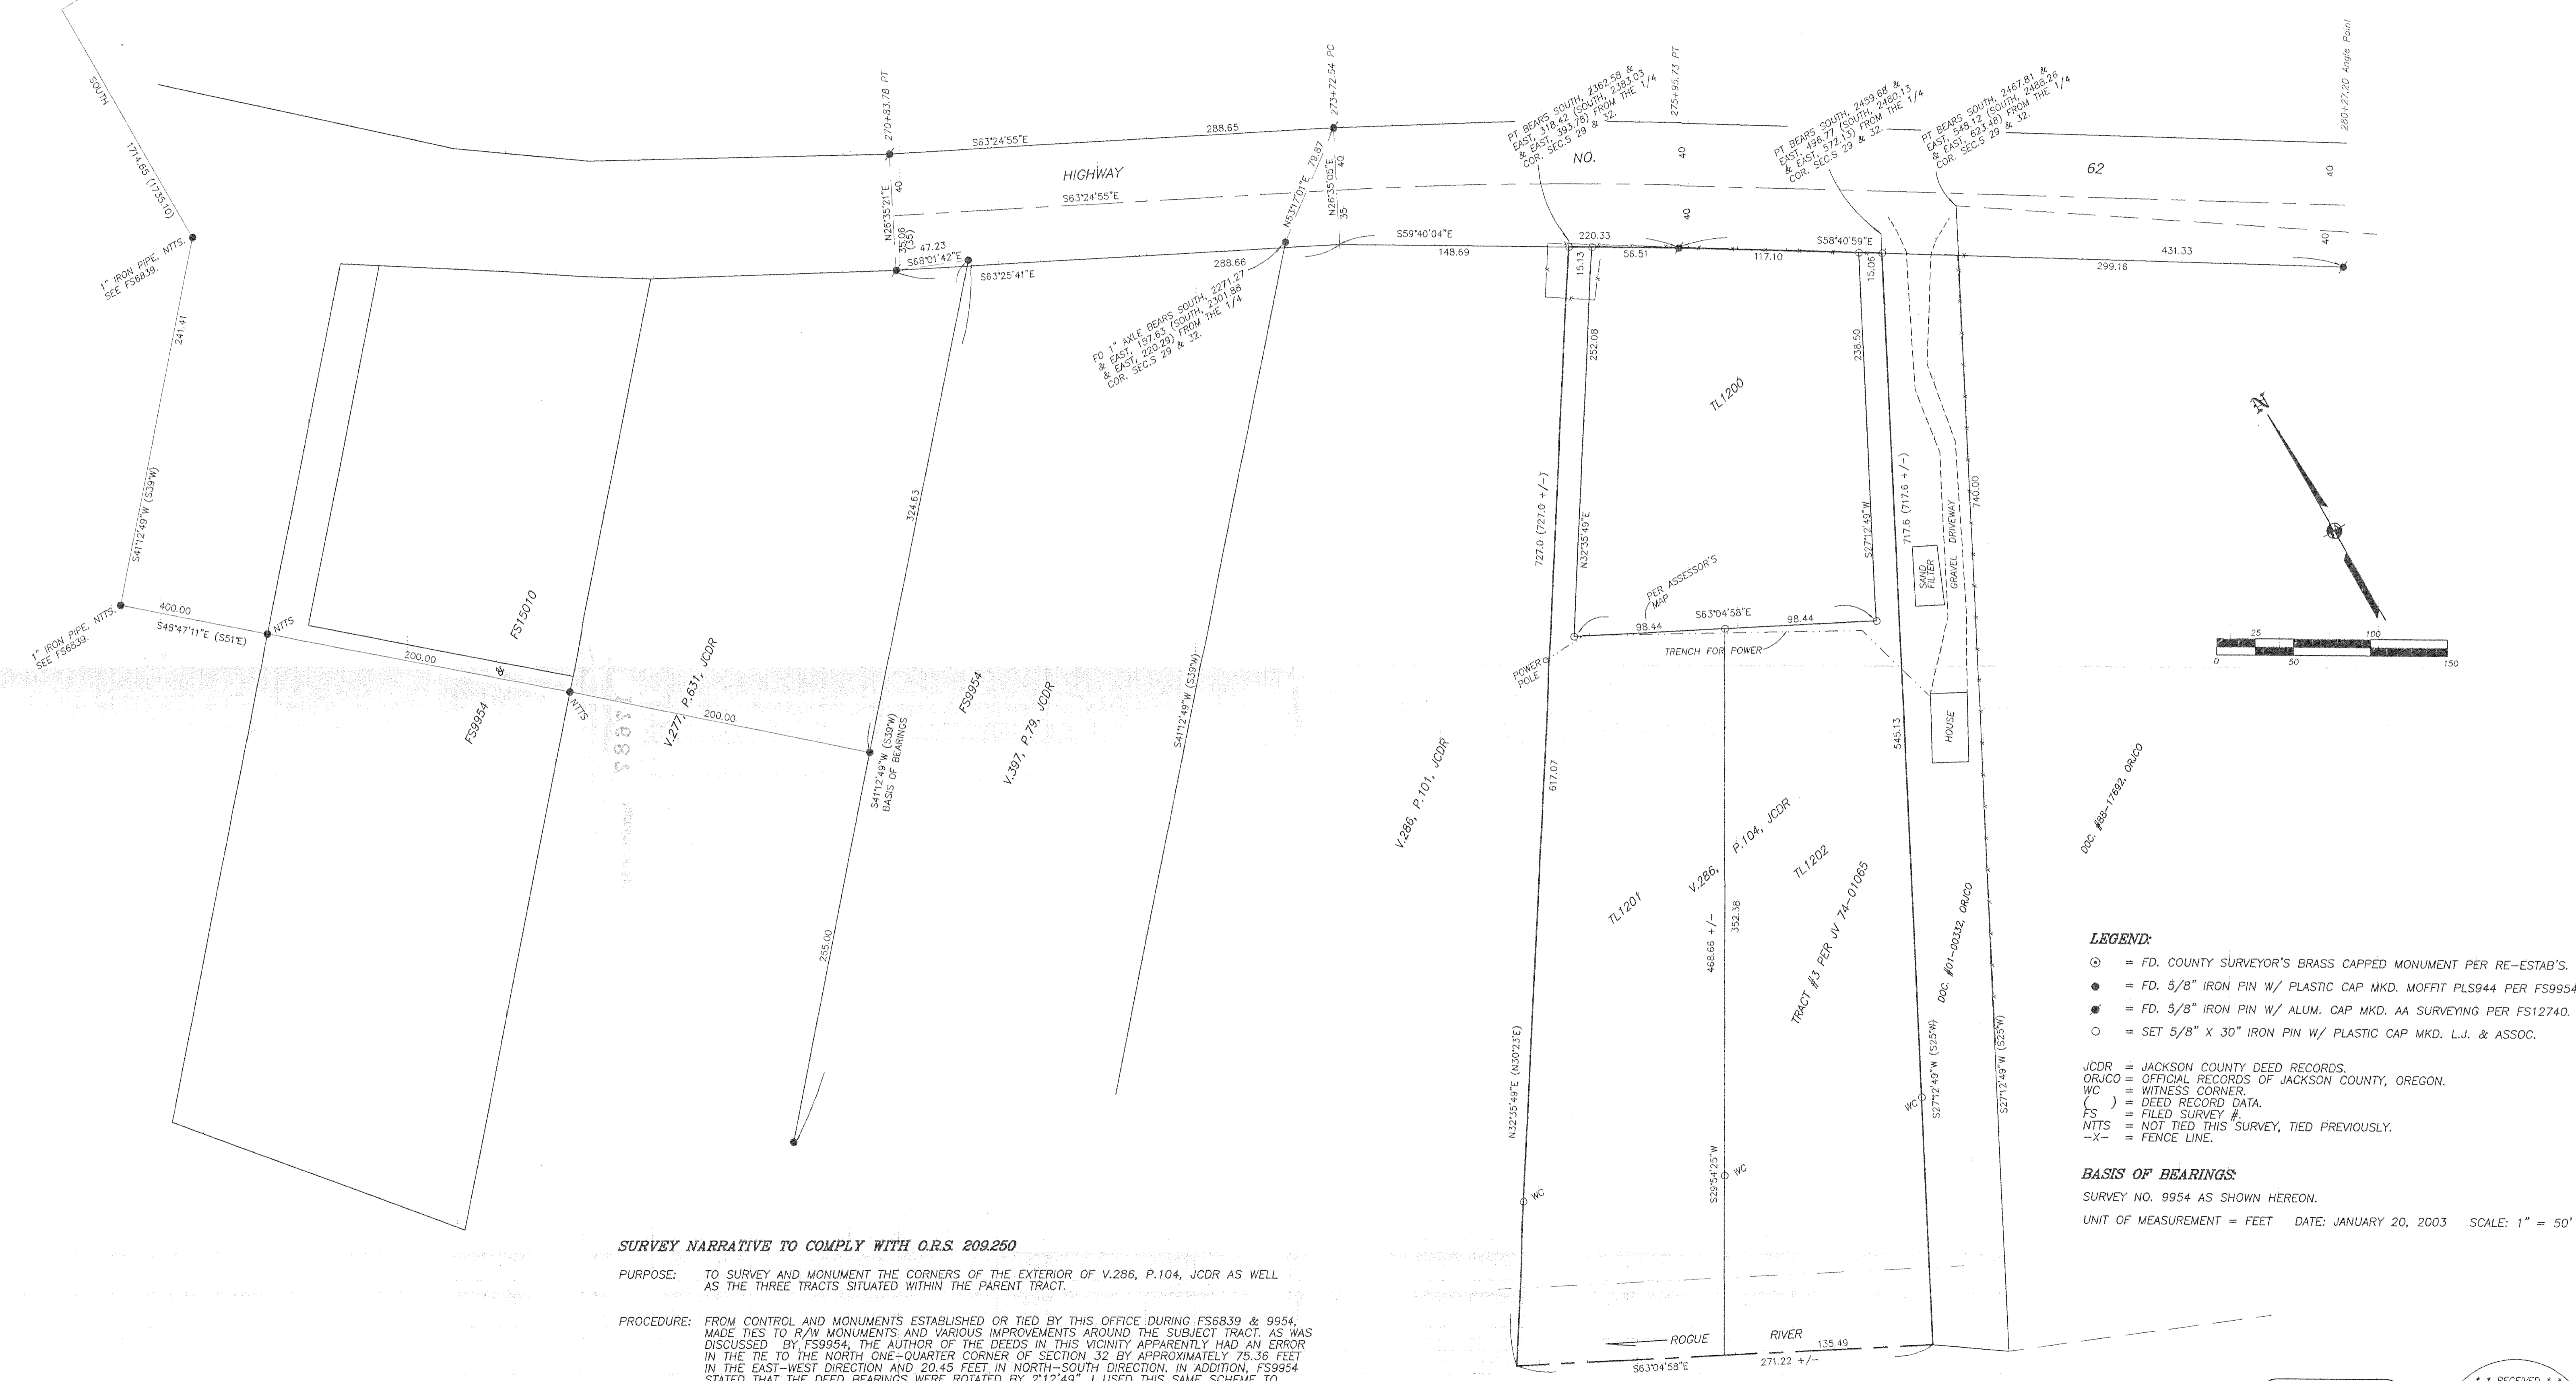 SOUTH
1714.65 (1735.10)
1" IRON PIPE, NTTS.
SEE FS6839.
241.41
S41°12'49"W (S39°W)
1" IRON PIPE, NTTS.
SEE FS6839.
400.00
S48°47'11"E (S51°E)
NTTS
200.00
&
FS15010
FS9954
NTTS
V.277, P.631, JCDR
200.00
270+83.78 PT
S63°24'55"E
288.65
273+72.54 PC
HIGHWAY
S63°24'55"E
N26°35'21"E
40
35.06
(35)
47.23
S68°01'42"E
S63°25'41"E
288.66
N53°17'01"E 79.87
N26°35'05"E
40
35
FD 1" AXLE BEARS SOUTH, 2271.27
& EAST, 157.63 (SOUTH, 2301.88
& EAST, 220.29) FROM THE 1/4
COR. SEC.S 29 & 32.
324.63
S41°12'49"W (S39°W)
BASIS OF BEARINGS
FS9954
V.397, P.79, JCDR
S41°12'49"W (S39°W)
255.00
PT BEARS SOUTH, 2362.58 &
EAST, 318.42 (SOUTH, 2383.03
& EAST, 393.78) FROM THE 1/4
COR. SEC.S 29 & 32.
NO.
275+95.73 PT
40
40
PT BEARS SOUTH, 2459.68 &
EAST, 496.77 (SOUTH, 2480.13
& EAST, 572.13) FROM THE 1/4
COR. SEC.S 29 & 32.
PT BEARS SOUTH, 2467.81 &
EAST, 548.12 (SOUTH, 2488.26
& EAST, 623.48) FROM THE 1/4
COR. SEC.S 29 & 32.
62
280+27.20 Angle Point
40
40
S59°40'04"E
148.69
220.33
15.13
56.51
117.10
S58°40'59"E
15.06
431.33
299.16
252.08
238.50
TL1200
727.0 (727.0 +/-)
N32°35'49"E
S27°12'49"W
717.6 (717.6 +/-)
SAND
FILTER
GRAVEL DRIVEWAY
740.00
PER ASSESSOR'S
MAP
S63°04'58"E
98.44
98.44
POWER
POLE
TRENCH FOR POWER
HOUSE
545.13
617.07
V.286, P.101, JCDR
V.286, P.104, JCDR
TL1201
TL1202
468.66 +/-
352.38
TRACT #3 PER JV 74-01065
DOC. #01-00332, ORJCO
DOC. #88-17692, ORJCO
N32°35'49"E (N30°23'E)
S29°54'25"W
WC
WC
WC
S27°12'49"W (S25°W)
S27°12'49"W (S25°W)
ROGUE RIVER
135.49
S63°04'58"E
271.22 +/-
N
25 100
0 50 150
LEGEND:
= FD. COUNTY SURVEYOR'S BRASS CAPPED MONUMENT PER RE-ESTAB'S.
= FD. 5/8" IRON PIN W/ PLASTIC CAP MKD. MOFFIT PLS944 PER FS9954
= FD. 5/8" IRON PIN W/ ALUM. CAP MKD. AA SURVEYING PER FS12740.
= SET 5/8" X 30" IRON PIN W/ PLASTIC CAP MKD. L.J. & ASSOC.
JCDR = JACKSON COUNTY DEED RECORDS.
ORJCO = OFFICIAL RECORDS OF JACKSON COUNTY, OREGON.
WC = WITNESS CORNER.
( ) = DEED RECORD DATA.
FS = FILED SURVEY #.
NTTS = NOT TIED THIS SURVEY, TIED PREVIOUSLY.
-X- = FENCE LINE.
BASIS OF BEARINGS:
SURVEY NO. 9954 AS SHOWN HEREON.
UNIT OF MEASUREMENT = FEET DATE: JANUARY 20, 2003 SCALE: 1" = 50'
SURVEY NARRATIVE TO COMPLY WITH O.R.S. 209.250
PURPOSE: TO SURVEY AND MONUMENT THE CORNERS OF THE EXTERIOR OF V.286, P.104, JCDR AS WELL
AS THE THREE TRACTS SITUATED WITHIN THE PARENT TRACT.
PROCEDURE: FROM CONTROL AND MONUMENTS ESTABLISHED OR TIED BY THIS OFFICE DURING FS6839 & 9954,
MADE TIES TO R/W MONUMENTS AND VARIOUS IMPROVEMENTS AROUND THE SUBJECT TRACT. AS WAS
DISCUSSED BY FS9954, THE AUTHOR OF THE DEEDS IN THIS VICINITY APPARENTLY HAD AN ERROR
IN THE TIE TO THE NORTH ONE-QUARTER CORNER OF SECTION 32 BY APPROXIMATELY 75.36 FEET
IN THE EAST-WEST DIRECTION AND 20.45 FEET IN NORTH-SOUTH DIRECTION. IN ADDITION, FS9954
STATED THAT THE DEED BEARINGS WERE ROTATED BY 2°12'49". I USED THIS SAME SCHEME TO
* * RECEIVED * *